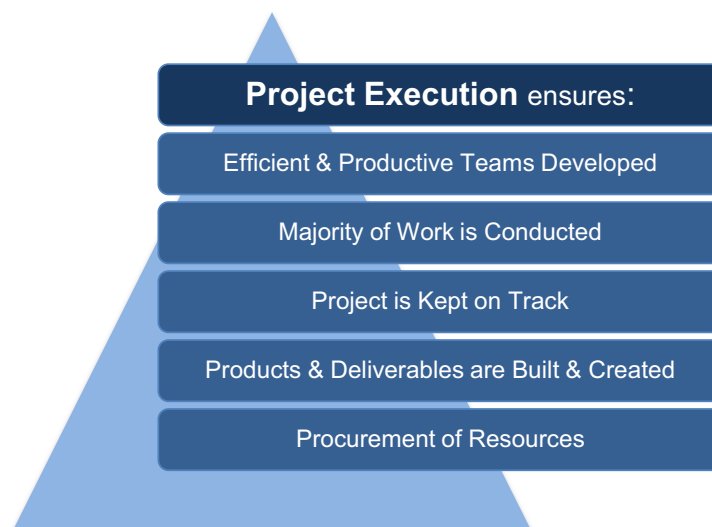 Project Execution ensures:
Efficient & Productive Teams Developed
Majority of Work is Conducted
Project is Kept on Track
Products & Deliverables are Built & Created
Procurement of Resources